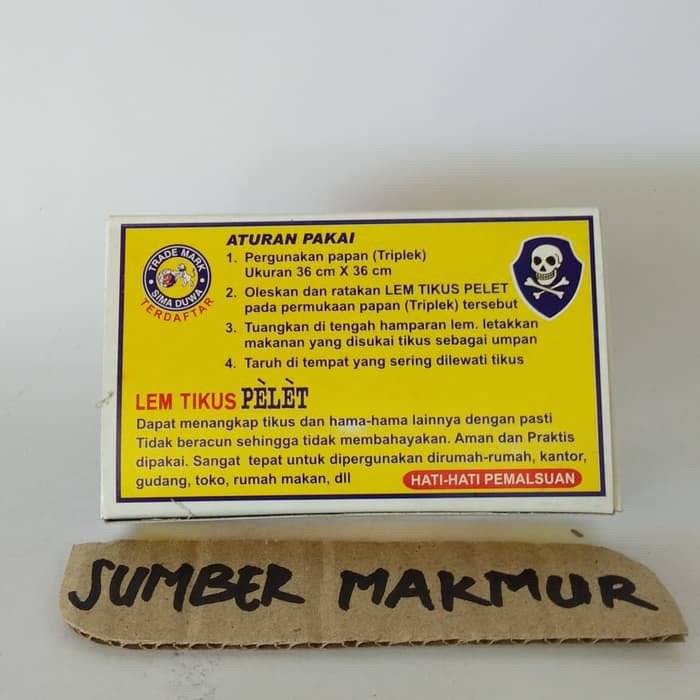 ATURAN PAKAI
TRADE MARK
SIMA DUWA
TERDAFTAR
1. Pergunakan papan (Triplek)
Ukuran 36 cm X 36 cm
2. Oleskan dan ratakan LEM TIKUS PELET
pada permukaan papan (Triplek) tersebut
3. Tuangkan di tengah hamparan lem. letakkan
makanan yang disukai tikus sebagai umpan
4. Taruh di tempat yang sering dilewati tikus
LEM TIKUS PÈLÈT
Dapat menangkap tikus dan hama-hama lainnya dengan pasti
Tidak beracun sehingga tidak membahayakan. Aman dan Praktis
dipakai. Sangat tepat untuk dipergunakan dirumah-rumah, kantor,
gudang, toko, rumah makan, dll
HATI-HATI PEMALSUAN
SUMBER MAKMUR